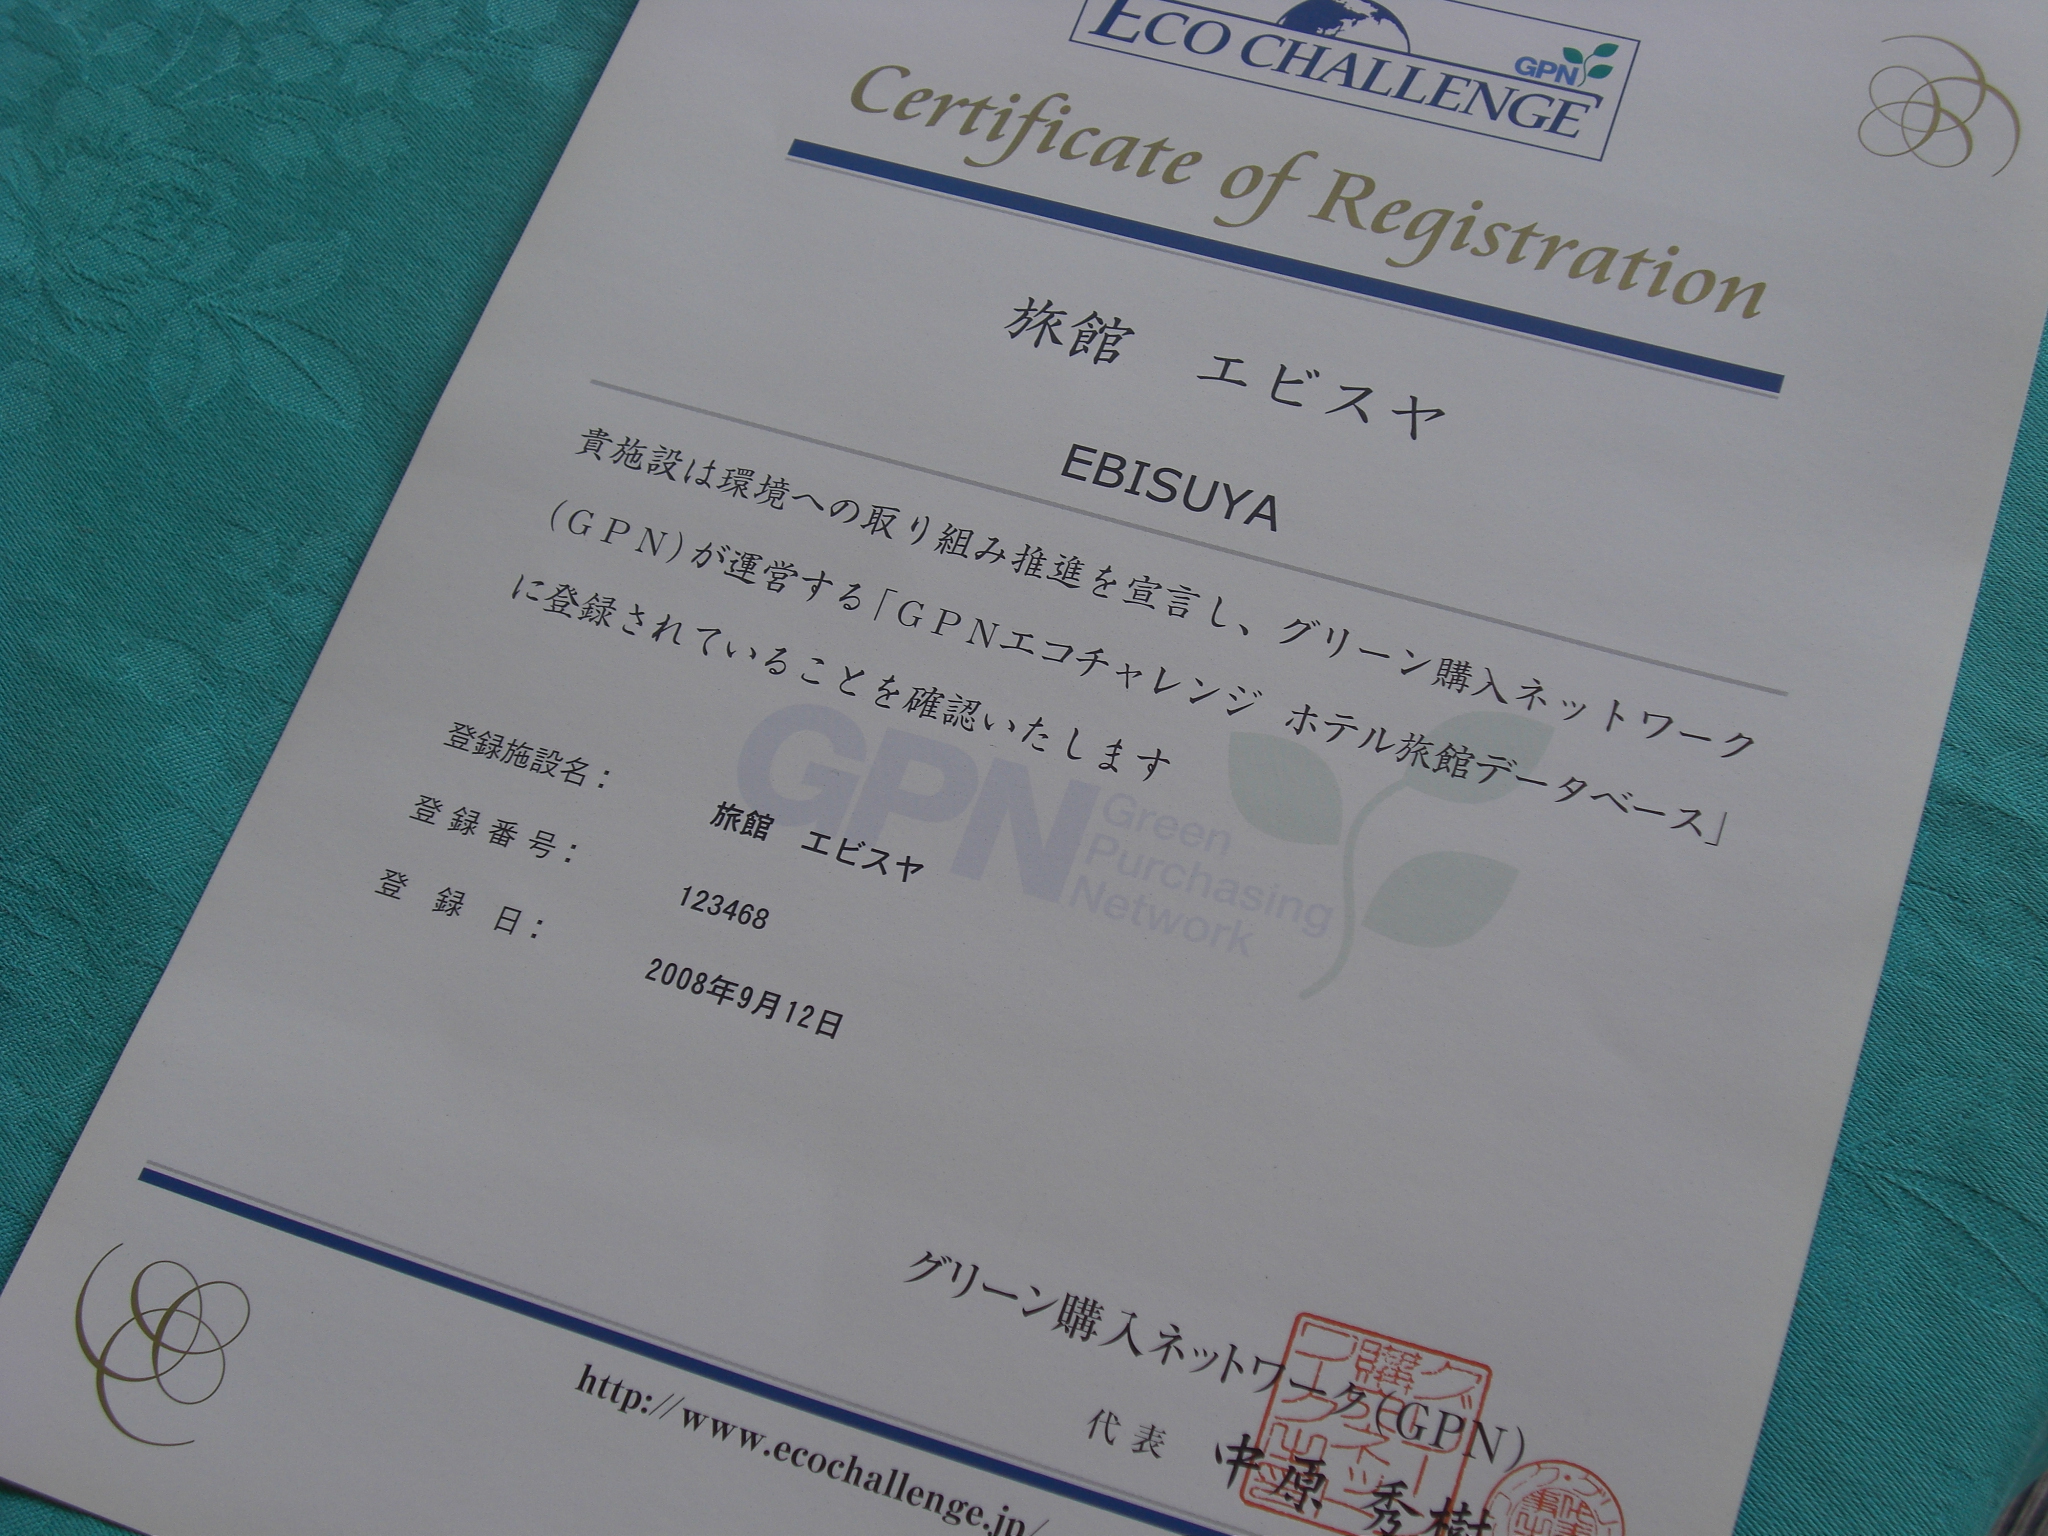 ECO CHALLENGE
GPN
Certificate of Registration
旅館　エビスヤ
EBISUYA
貴施設は環境への取り組み推進を宣言し、グリーン購入ネットワーク
(ＧＰＮ)が運営する「ＧＰＮエコチャレンジ ホテル旅館データベース」
に登録されていることを確認いたします
GPN Green
Purchasing
Network
登録施設名：　旅館　エビスヤ
登録番号：　123468
登　録　日：　2008年9月12日
グリーン購入ネットワーク(GPN)
代表　中原 秀樹
http://www.ecochallenge.jp/